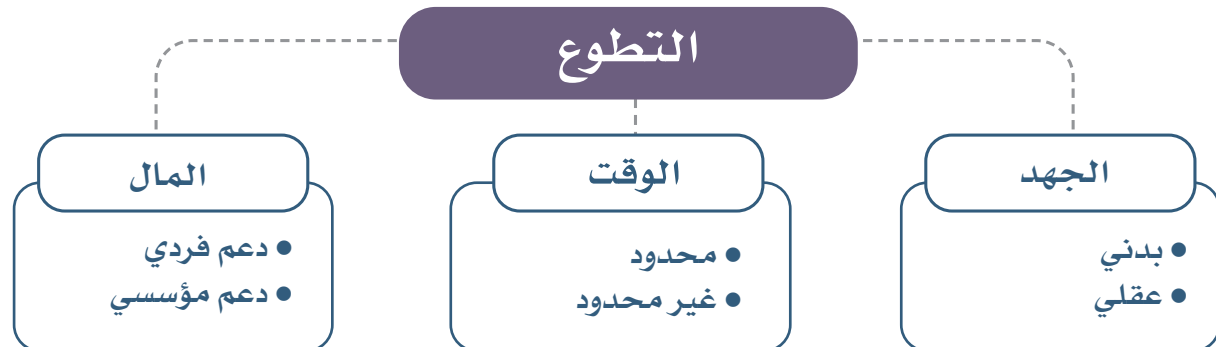 التطوع
الجهد
• بدني
• عقلي
الوقت
• محدود
• غير محدود
المال
• دعم فردي
• دعم مؤسسي